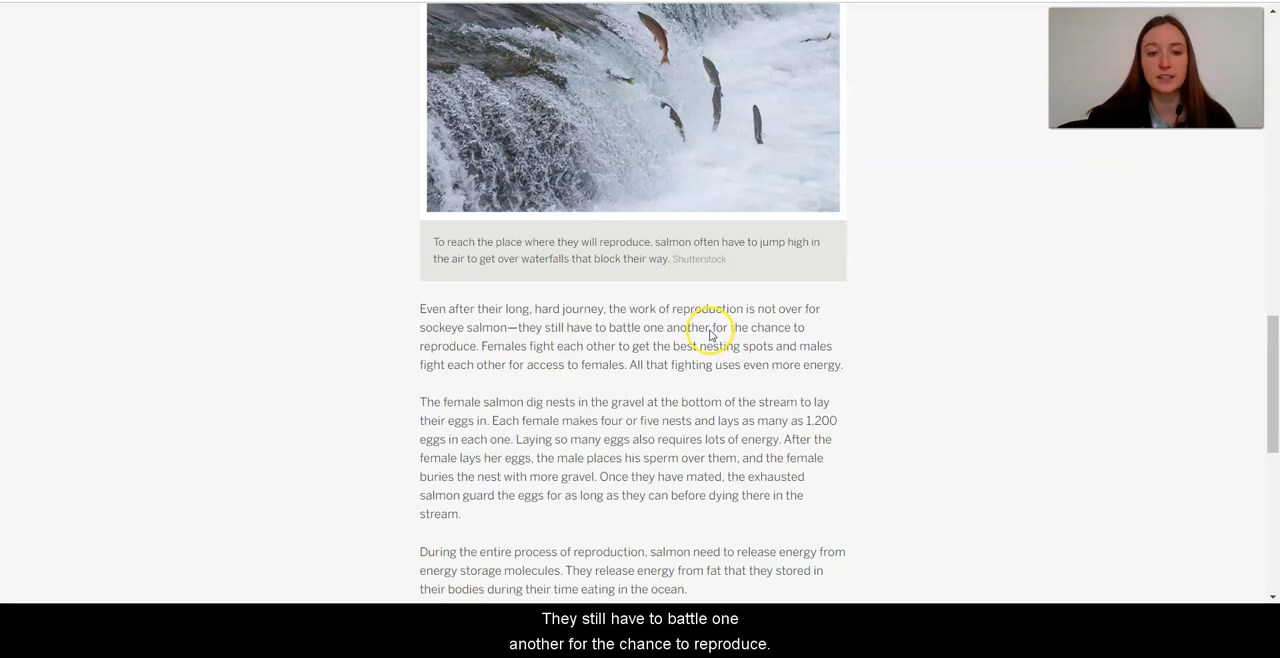 To reach the place where they will reproduce, salmon often have to jump high in
the air to get over waterfalls that block their way. Shutterstock
Even after their long, hard journey, the work of reproduction is not over for
sockeye salmon—they still have to battle one another for the chance to
reproduce. Females fight each other to get the best nesting spots and males
fight each other for access to females. All that fighting uses even more energy.
The female salmon dig nests in the gravel at the bottom of the stream to lay
their eggs in. Each female makes four or five nests and lays as many as 1,200
eggs in each one. Laying so many eggs also requires lots of energy. After the
female lays her eggs, the male places his sperm over them, and the female
buries the nest with more gravel. Once they have mated, the exhausted
salmon guard the eggs for as long as they can before dying there in the
stream.
During the entire process of reproduction, salmon need to release energy from
energy storage molecules. They release energy from fat that they stored in
their bodies during their time eating in the ocean.
They still have to battle one
another for the chance to reproduce.